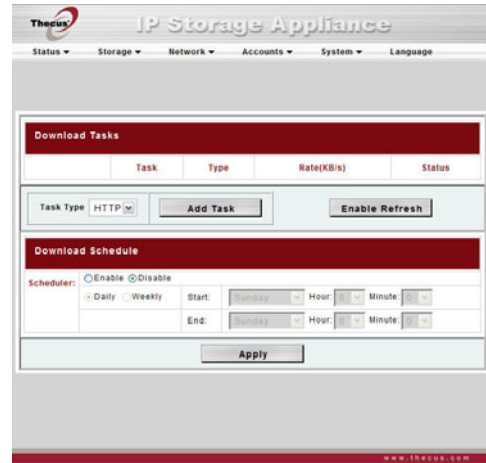 Thecus IP Storage Appliance
Status Storage Network Accounts System Language
Download Tasks
Task Type Rate(KB/s) Status
Task Type HTTP Add Task Enable Refresh
Download Schedule
Scheduler: Enable Disable
Daily Weekly Start: Sunday Hour: 0 Minute: 0
End: Sunday Hour: 0 Minute: 0
Apply
www.thecus.com